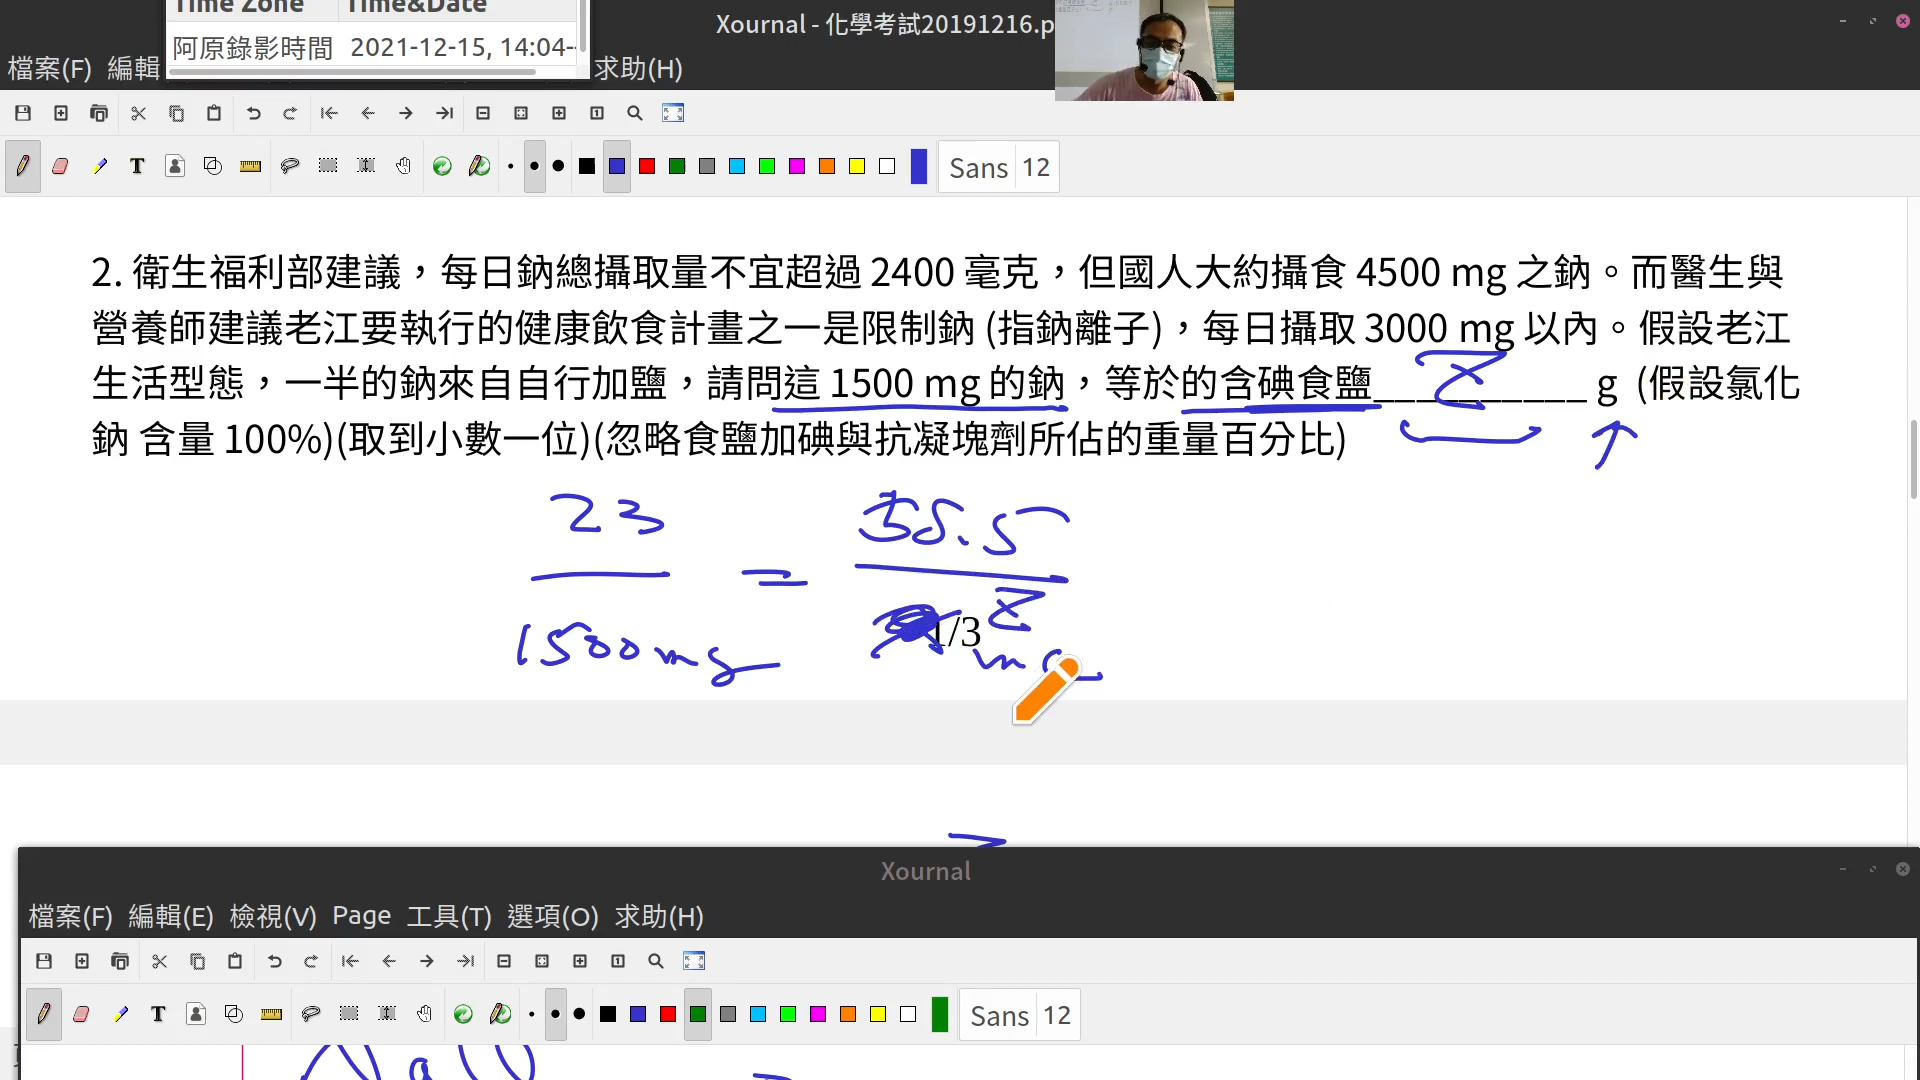 Time Zone Time&Date
Xournal - 化學考試20191216.p
阿原錄影時間 2021-12-15, 14:04-
檔案(F) 編輯 求助(H)
Sans 12
2. 衛生福利部建議，每日鈉總攝取量不宜超過 2400 毫克，但國人大約攝食 4500 mg 之鈉。而醫生與
營養師建議老江要執行的健康飲食計畫之一是限制鈉 (指鈉離子)，每日攝取 3000 mg 以內。假設老江
生活型態，一半的鈉來自自行加鹽，請問這 1500 mg 的鈉，等於的含碘食鹽__________ g (假設氯化
鈉 含量 100%)(取到小數一位)(忽略食鹽加碘與抗凝塊劑所佔的重量百分比)
Z
23 = 58.5
1500mg 1/3 Z
mg
Xournal
檔案(F) 編輯(E) 檢視(V) Page 工具(T) 選項(O) 求助(H)
Sans 12